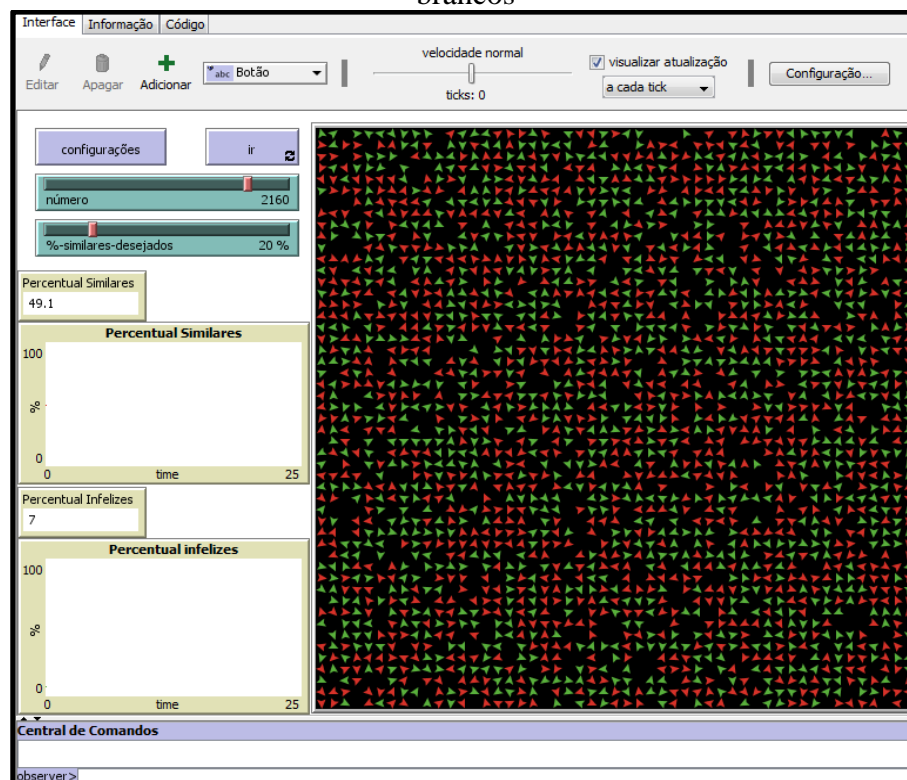 brancos
Interface Informação Código
Editar Apagar Adicionar abc Botão velocidade normal visualizar atualização Configuração...
ticks: 0 a cada tick
configurações ir
número 2160
%-similares-desejados 20 %
Percentual Similares
49.1
Percentual Similares
100
%
0
0 time 25
Percentual Infelizes
7
Percentual infelizes
100
%
0
0 time 25
Central de Comandos
observer>